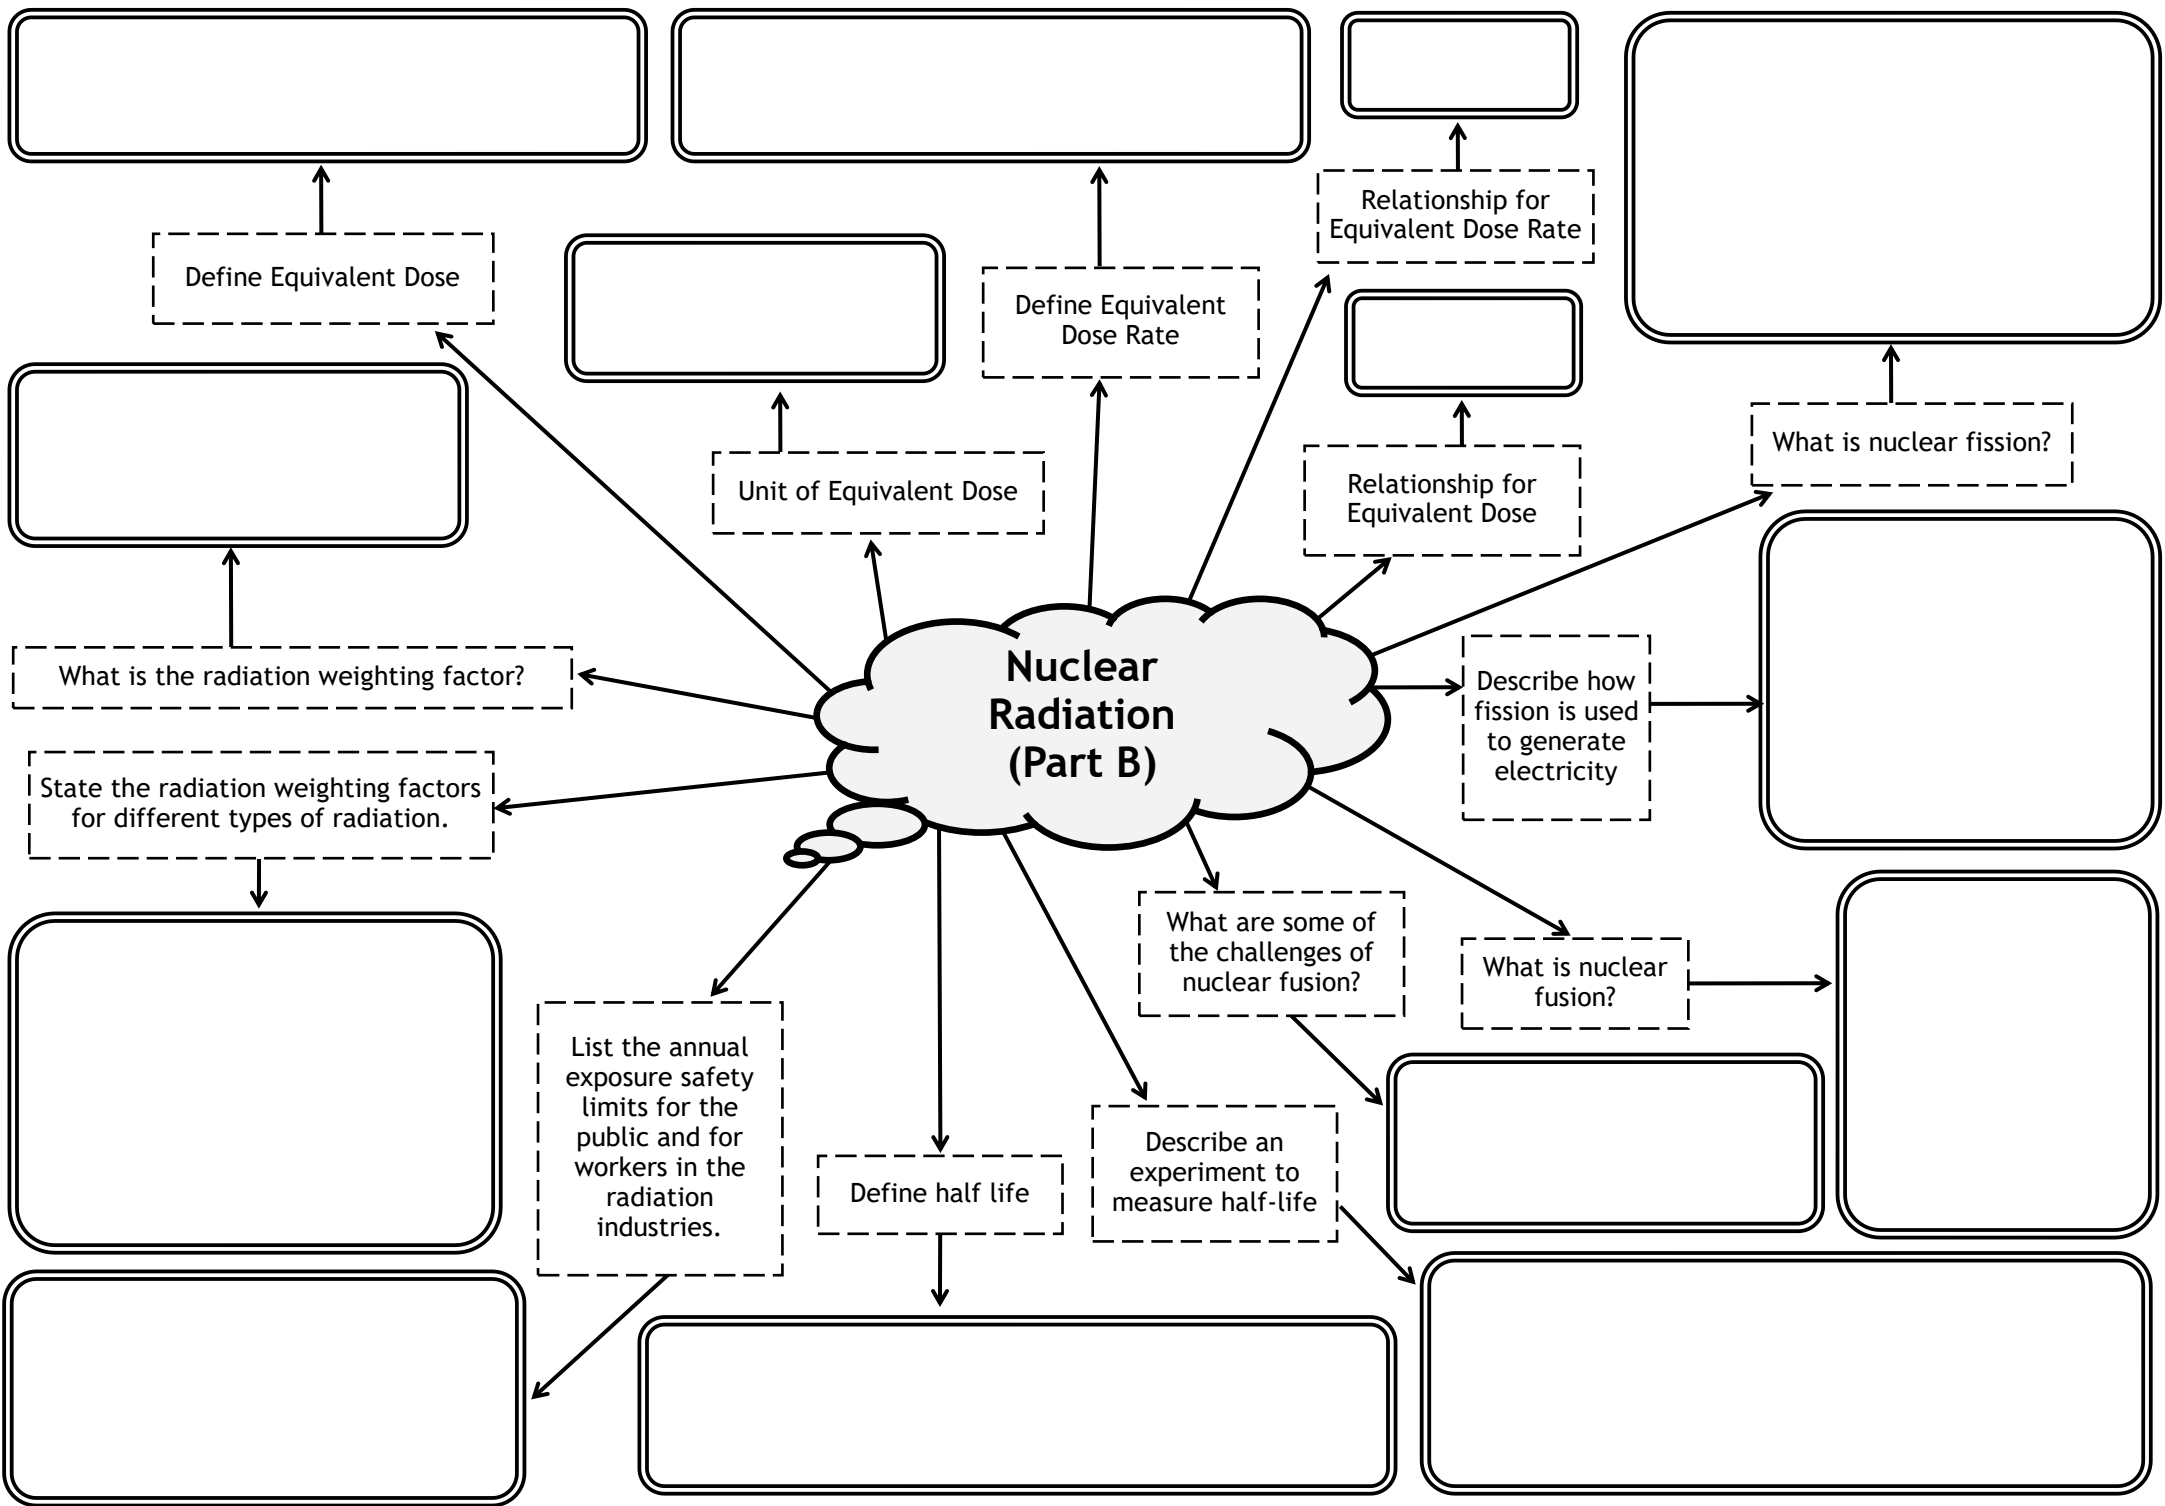 Relationship for
Equivalent Dose Rate
Define Equivalent Dose
Define Equivalent
Dose Rate
What is nuclear fission?
Unit of Equivalent Dose
Relationship for
Equivalent Dose
What is the radiation weighting factor?
Nuclear
Radiation
(Part B)
Describe how
fission is used
to generate
electricity
State the radiation weighting factors
for different types of radiation.
What are some of
the challenges of
nuclear fusion?
What is nuclear
fusion?
List the annual
exposure safety
limits for the
public and for
workers in the
radiation
industries.
Define half life
Describe an
experiment to
measure half-life